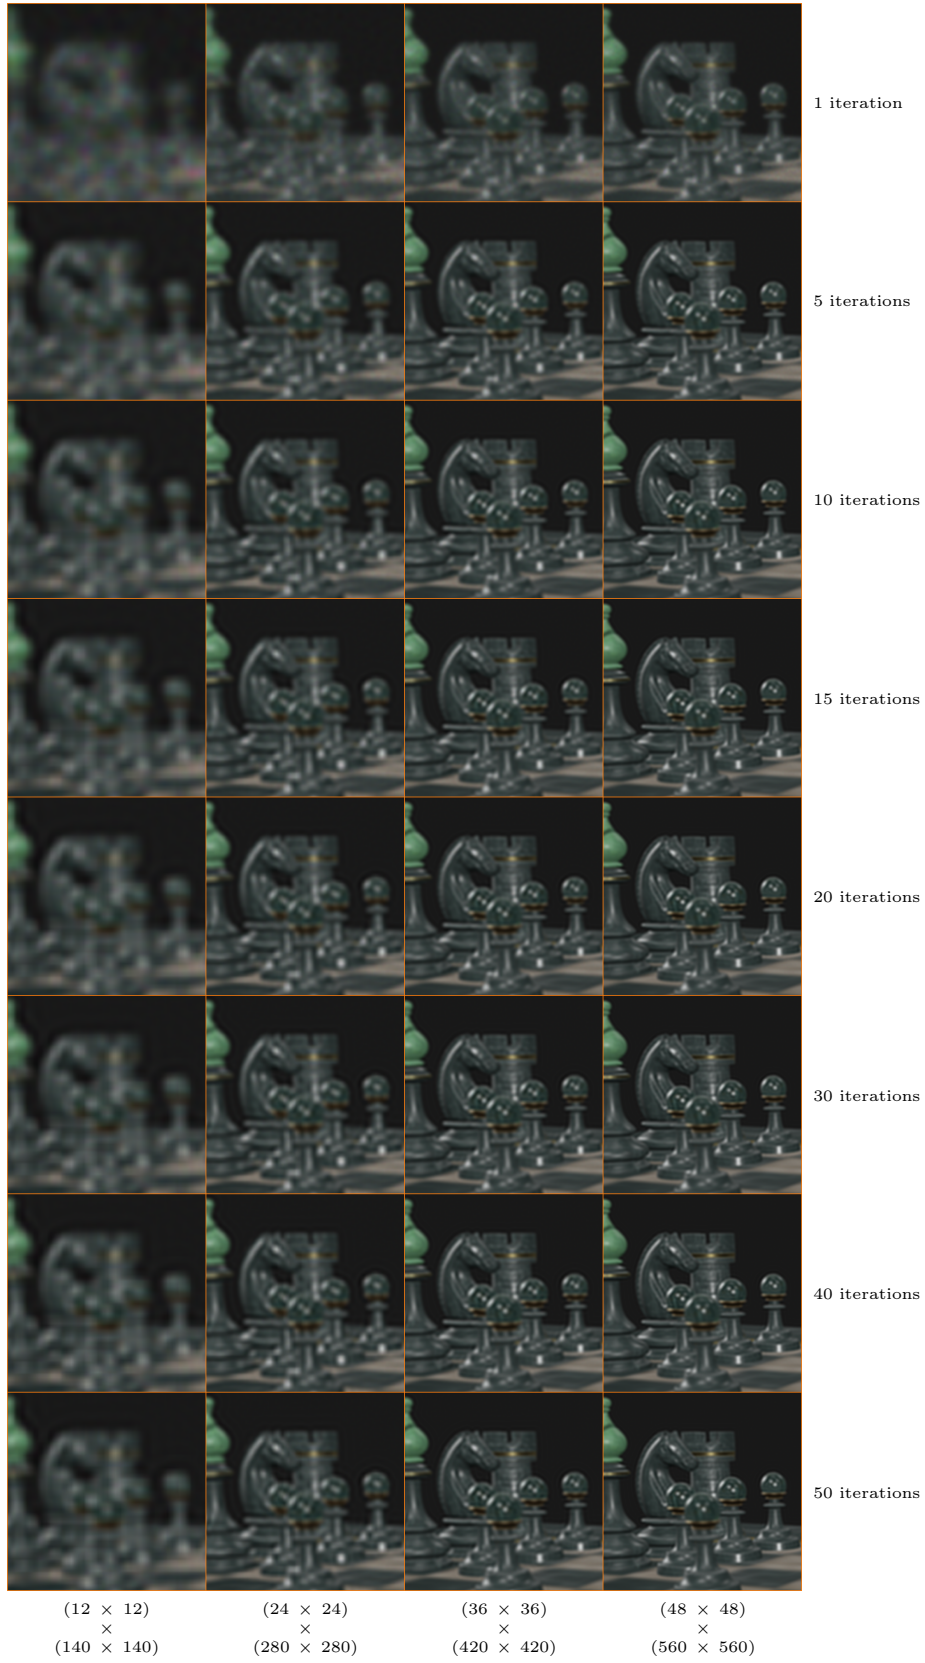 1 iteration
5 iterations
10 iterations
15 iterations
20 iterations
30 iterations
40 iterations
50 iterations
(12 × 12) (24 × 24) (36 × 36) (48 × 48)
× × × ×
(140 × 140) (280 × 280) (420 × 420) (560 × 560)